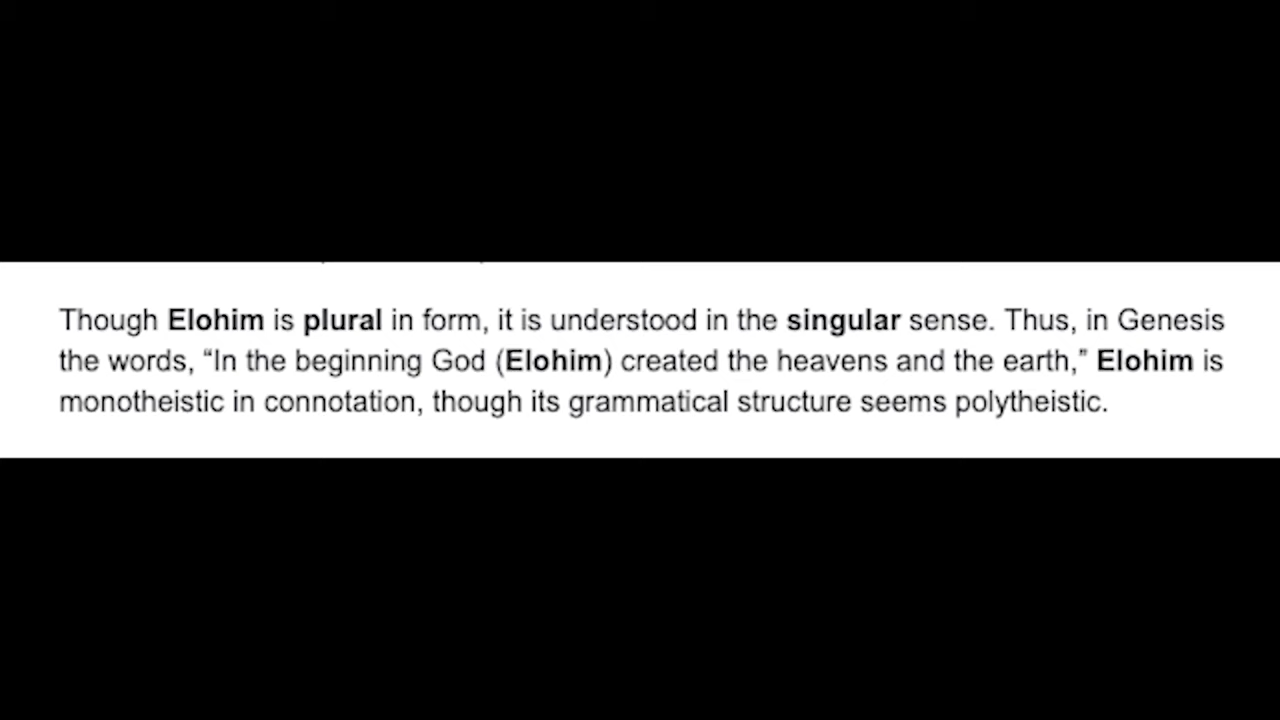 Though Elohim is plural in form, it is understood in the singular sense. Thus, in Genesis
the words, “In the beginning God (Elohim) created the heavens and the earth,” Elohim is
monotheistic in connotation, though its grammatical structure seems polytheistic.